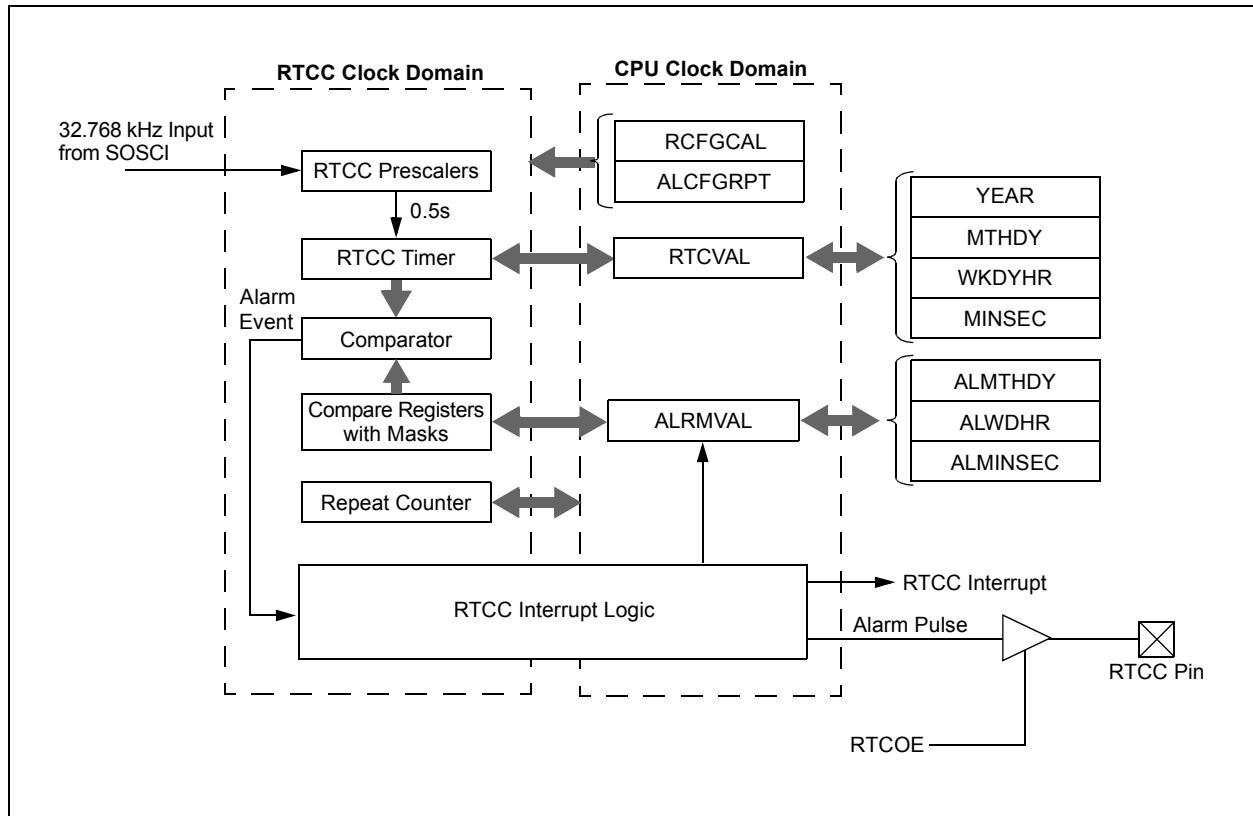 RTCC Clock Domain
CPU Clock Domain
32.768 kHz Input
from SOSCI
RTCC Prescalers
0.5s
RTCC Timer
Alarm
Event
Comparator
Compare Registers
with Masks
Repeat Counter
RCFGCAL
ALCFGRPT
RTCVAL
YEAR
MTHDY
WKDYHR
MINSEC
ALRMVAL
ALMTHDY
ALWDHR
ALMINSEC
RTCC Interrupt Logic
RTCC Interrupt
Alarm Pulse
RTCC Pin
RTCOE